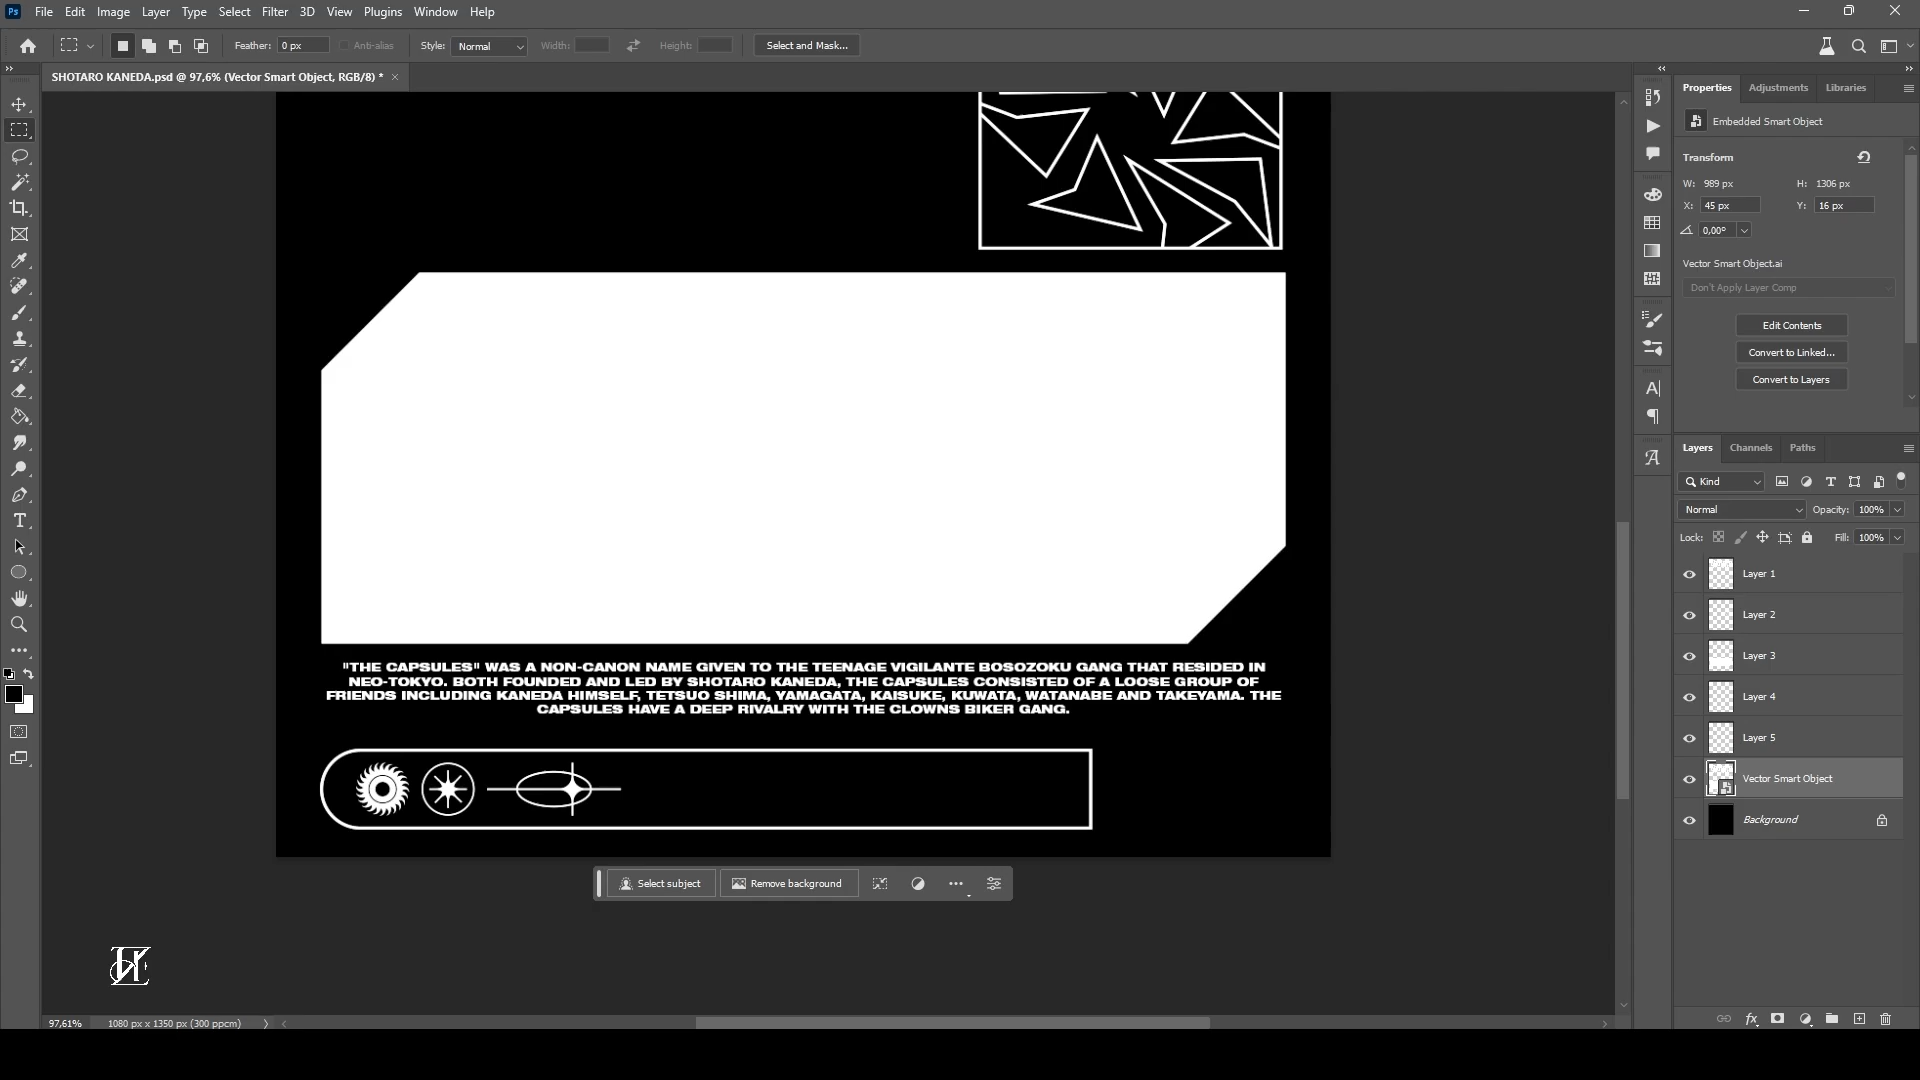 Ps File Edit Image Layer Type Select Filter 3D View Plugins Window Help
Feather: 0 px Anti-alias Style: Normal Width: Height: Select and Mask...
SHOTARO KANEDA.psd @ 97,6% (Vector Smart Object, RGB/8) *
Properties Adjustments Libraries
Embedded Smart Object
Transform
W: 989 px H: 1306 px
X: 45 px Y: 16 px
0,00°
Vector Smart Object.ai
Don't Apply Layer Comp
Edit Contents
Convert to Linked...
Convert to Layers
Layers Channels Paths
Kind
Normal Opacity: 100%
Lock: Fill: 100%
Layer 1
Layer 2
Layer 3
Layer 4
Layer 5
Vector Smart Object
Background
"THE CAPSULES" WAS A NON-CANON NAME GIVEN TO THE TEENAGE VIGILANTE BOSOZOKU GANG THAT RESIDED IN
NEO-TOKYO. BOTH FOUNDED AND LED BY SHOTARO KANEDA, THE CAPSULES CONSISTED OF A LOOSE GROUP OF
FRIENDS INCLUDING KANEDA HIMSELF, TETSUO SHIMA, YAMAGATA, KAISUKE, KUWATA, WATANABE AND TAKEYAMA. THE
CAPSULES HAVE A DEEP RIVALRY WITH THE CLOWNS BIKER GANG.
Select subject Remove background
97,61% 1080 px x 1350 px (300 ppcm)